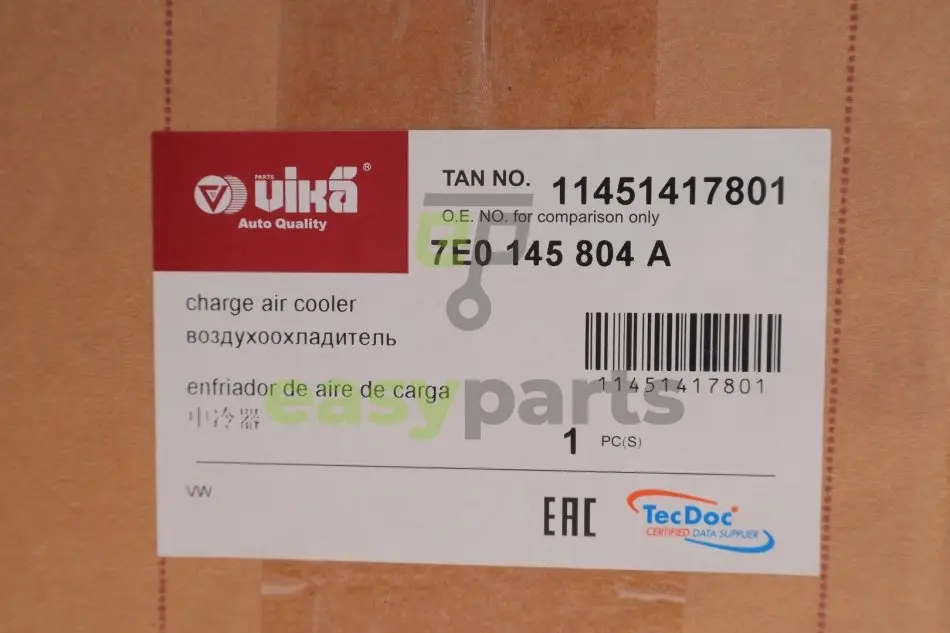 PARTS
vika®
Auto Quality
TAN NO. 11451417801
O.E. NO. for comparison only
7E0 145 804 A
charge air cooler
воздухоохладитель
enfriador de aire de carga
中冷器
11451417801
easyparts
1 PC(S)
VW
EAC
TecDoc
CERTIFIED DATA SUPPLIER